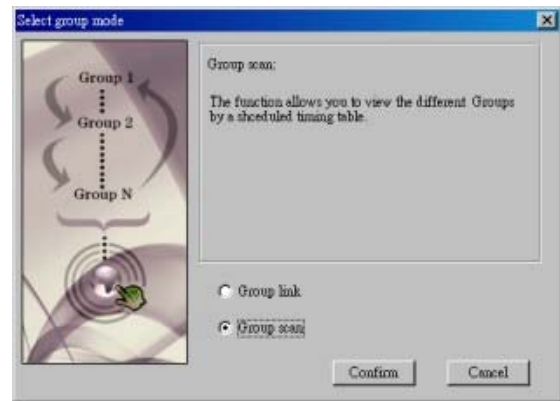 Select group mode
Group 1
Group 2
Group N
Group scan:
The function allows you to view the different Groups
by a shceduled timing table.
Group link
Group scan
Confirm
Cancel